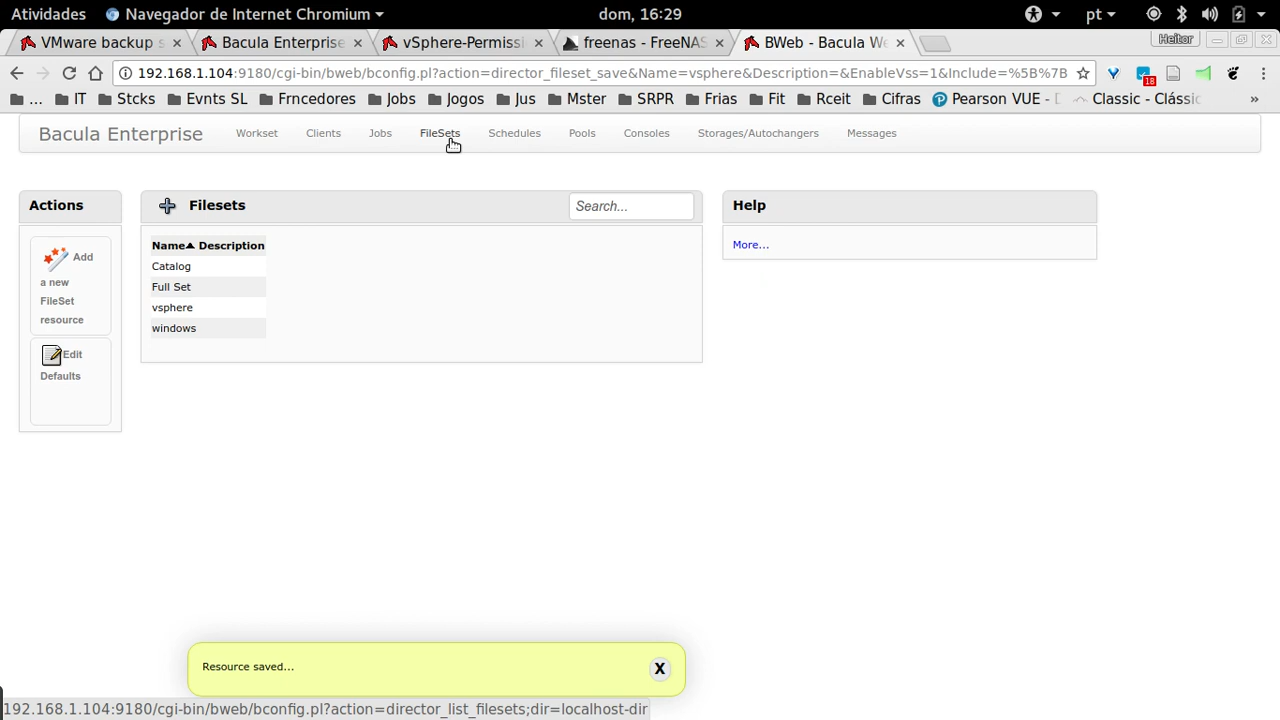 Atividades Navegador de Internet Chromium dom, 16:29 pt
VMware backup s Bacula Enterprise vSphere-Permissi freenas - FreeNAS BWeb - Bacula We Heitor
192.168.1.104:9180/cgi-bin/bweb/bconfig.pl?action=director_fileset_save&Name=vsphere&Description=&EnableVss=1&Include=%5B%7B 18
... IT Stcks Evnts SL Frncedores Jobs Jogos Jus Mster SRPR Frias Fit Rceit Cifras Pearson VUE - Classic - Clássic »
Bacula Enterprise Workset Clients Jobs FileSets Schedules Pools Consoles Storages/Autochangers Messages
Actions
Add
a new
FileSet
resource
Edit
Defaults
Filesets Search...
Name Description
Catalog
Full Set
vsphere
windows
Help
More...
Resource saved... X
192.168.1.104:9180/cgi-bin/bweb/bconfig.pl?action=director_list_filesets;dir=localhost-dir